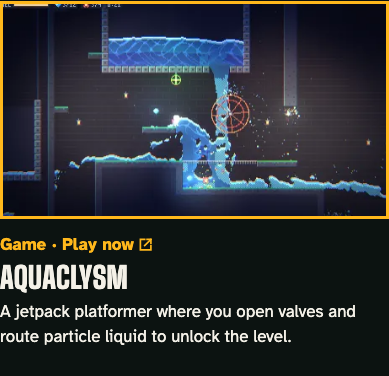 Game · Play now
AQUACLYSM
A jetpack platformer where you open valves and
route particle liquid to unlock the level.